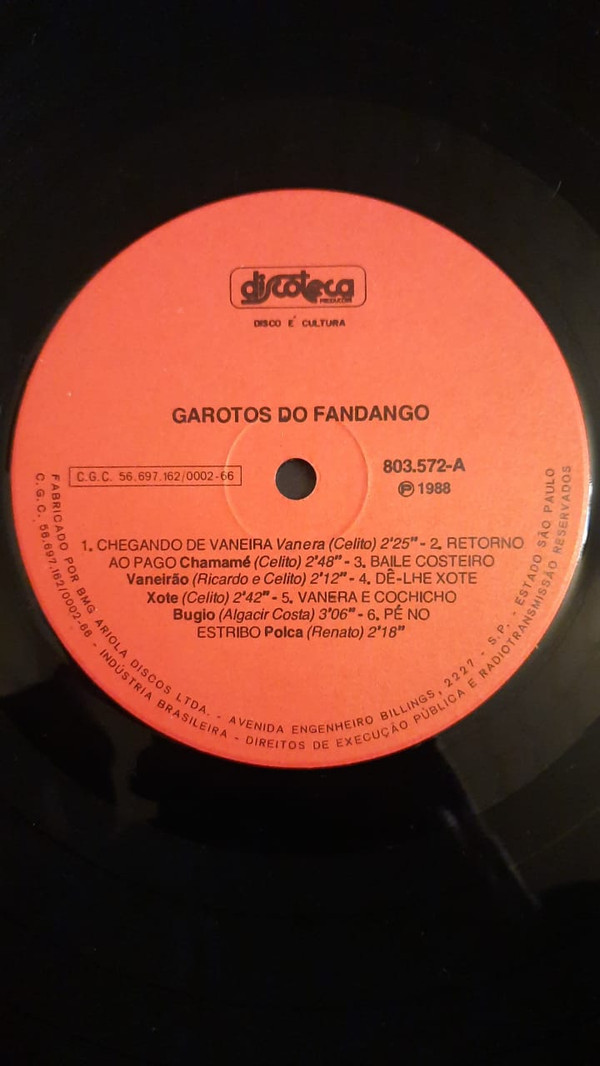 discoteca
PRODUÇÕES
DISCO E' CULTURA
GAROTOS DO FANDANGO
C.G.C. 56.697.162/0002-66
803.572-A
Ⓟ 1988
1. CHEGANDO DE VANEIRA Vanera (Celito) 2'25" - 2. RETORNO
AO PAGO Chamamé (Celito) 2'48" - 3. BAILE COSTEIRO
Vaneirão (Ricardo e Celito) 2'12" - 4. DÊ-LHE XOTE
Xote (Celito) 2'42" - 5. VANERA E COCHICHO
Bugio (Algacir Costa) 3'06" - 6. PÉ NO
ESTRIBO Polca (Renato) 2'18"
FABRICADO POR BMG ARIOLA DISCOS LTDA. - AVENIDA ENGENHEIRO BILLINGS, 2227 - S.P. - ESTADO SÃO PAULO
C.G.C. 56.697.162/0002-66 - INDÚSTRIA BRASILEIRA - DIREITOS DE EXECUÇÃO PÚBLICA E RADIOTRANSMISSÃO RESERVADOS